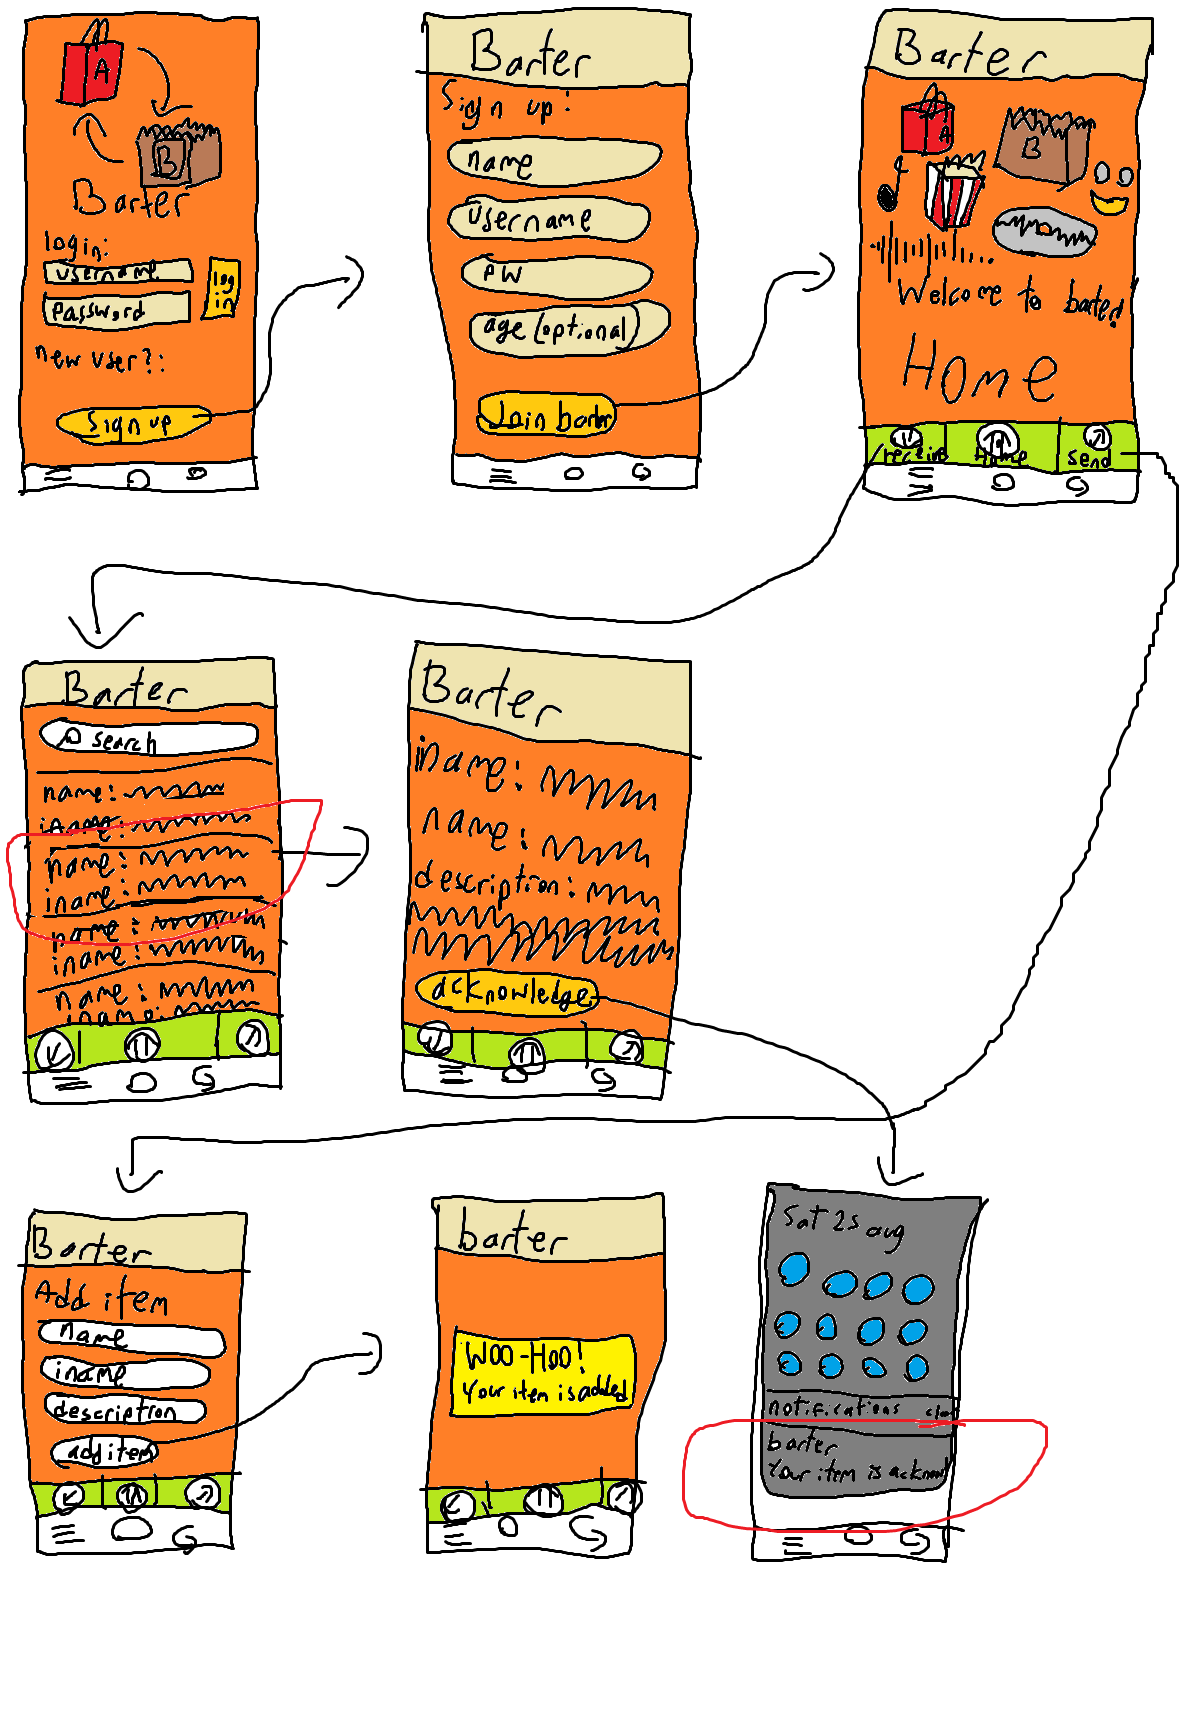 A
B
Barter
login:
username
password
log
in
new user?:
Sign up
Barter
Sign up:
name
username
PW
age (optional)
Join barter
Barter
A
B
Welcome to barter!
Home
receive
Home
send
Barter
search
name:
iname:
name:
iname:
name:
iname:
name:
iname:
Barter
iname:
name:
description:
acknowledge
Barter
Add item
name
iname
description
add item
barter
Woo-Hoo!
Your item is added
Sat 25 aug
notifications
barter
Your item is acknowl